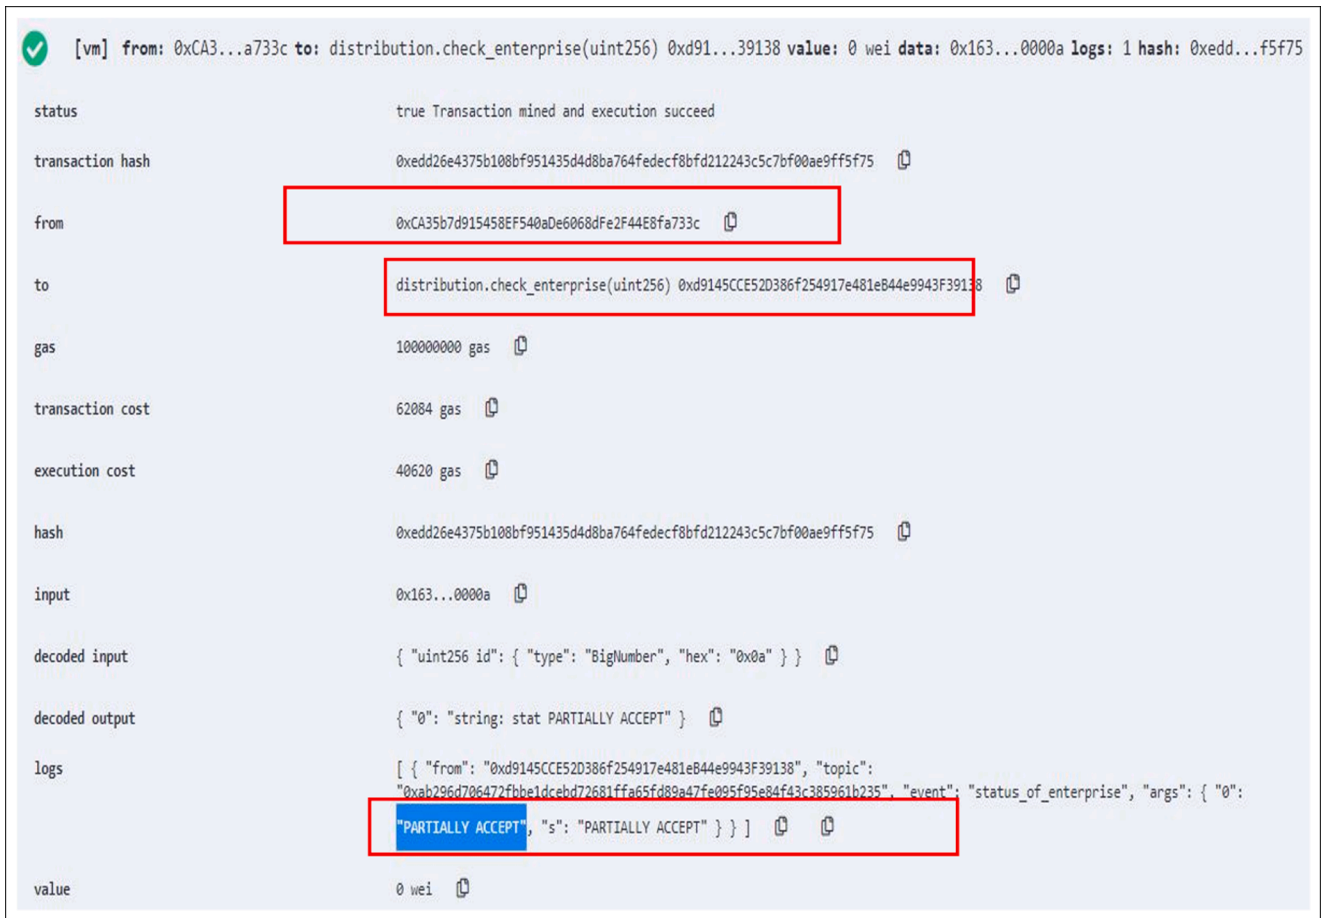 [vm] from: 0xCA3...a733c to: distribution.check_enterprise(uint256) 0xd91...39138 value: 0 wei data: 0x163...0000a logs: 1 hash: 0xedd...f5f75
status true Transaction mined and execution succeed
transaction hash 0xedd26e4375b108bf951435d4d8ba764fedecf8bfd212243c5c7bf00ae9ff5f75
from 0xCA35b7d915458EF540aDe6068dFe2F44E8fa733c
to distribution.check_enterprise(uint256) 0xd9145CCE52D386f254917e481eB44e9943F39138
gas 100000000 gas
transaction cost 62084 gas
execution cost 40620 gas
hash 0xedd26e4375b108bf951435d4d8ba764fedecf8bfd212243c5c7bf00ae9ff5f75
input 0x163...0000a
decoded input { "uint256 id": { "type": "BigNumber", "hex": "0x0a" } }
decoded output { "0": "string: stat PARTIALLY ACCEPT" }
logs [ { "from": "0xd9145CCE52D386f254917e481eB44e9943F39138", "topic":
"0xab296d706472fbbe1dcebd72681ffa65fd89a47fe095f95e84f43c385961b235", "event": "status_of_enterprise", "args": { "0":
"PARTIALLY ACCEPT", "s": "PARTIALLY ACCEPT" } } ]
value 0 wei